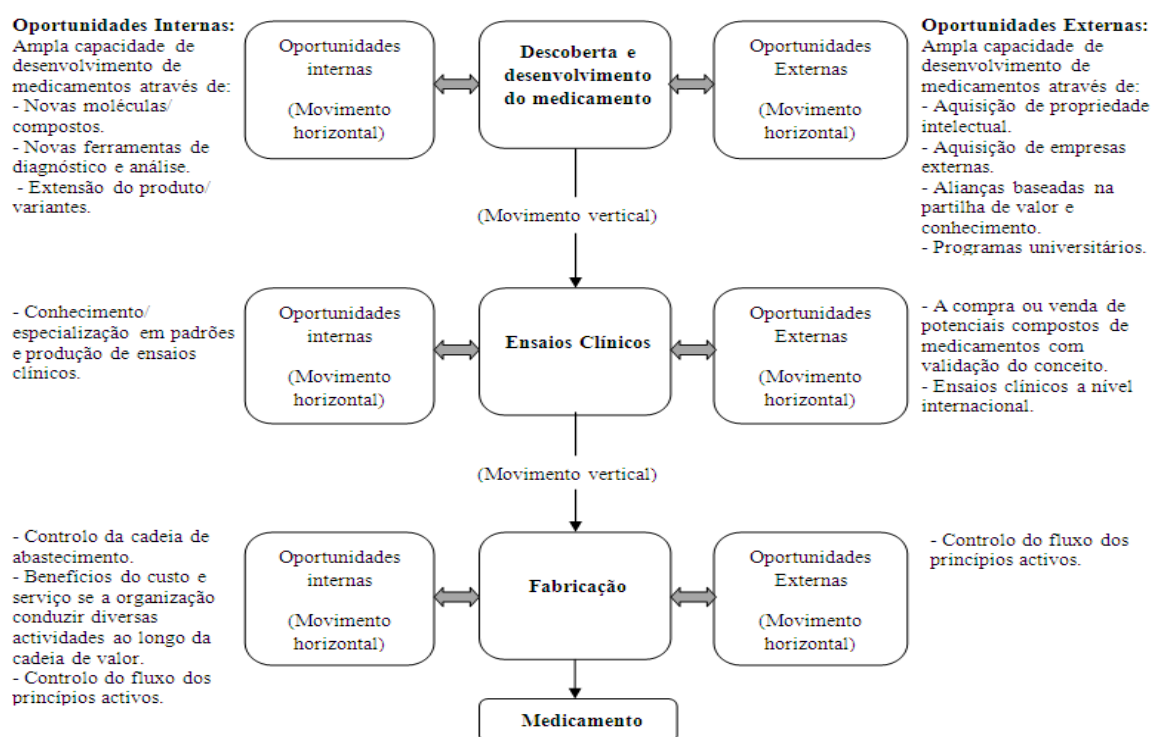 Oportunidades Internas:
Ampla capacidade de
desenvolvimento de
medicamentos através de:
- Novas moléculas/
compostos.
- Novas ferramentas de
diagnóstico e análise.
- Extensão do produto/
variantes.
Oportunidades
internas
(Movimento
horizontal)
Descoberta e
desenvolvimento
do medicamento
Oportunidades
Externas
(Movimento
horizontal)
Oportunidades Externas:
Ampla capacidade de
desenvolvimento de
medicamentos através de:
- Aquisição de propriedade
intelectual.
- Aquisição de empresas
externas.
- Alianças baseadas na
partilha de valor e
conhecimento.
- Programas universitários.
(Movimento vertical)
- Conhecimento/
especialização em padrões
e produção de ensaios
clínicos.
Oportunidades
internas
(Movimento
horizontal)
Ensaios Clínicos
Oportunidades
Externas
(Movimento
horizontal)
- A compra ou venda de
potenciais compostos de
medicamentos com
validação do conceito.
- Ensaios clínicos a nível
internacional.
(Movimento vertical)
- Controlo da cadeia de
abastecimento.
- Benefícios do custo e
serviço se a organização
conduzir diversas
actividades ao longo da
cadeia de valor.
- Controlo do fluxo dos
princípios activos.
Oportunidades
internas
(Movimento
horizontal)
Fabricação
Oportunidades
Externas
(Movimento
horizontal)
- Controlo do fluxo dos
princípios activos.
Medicamento